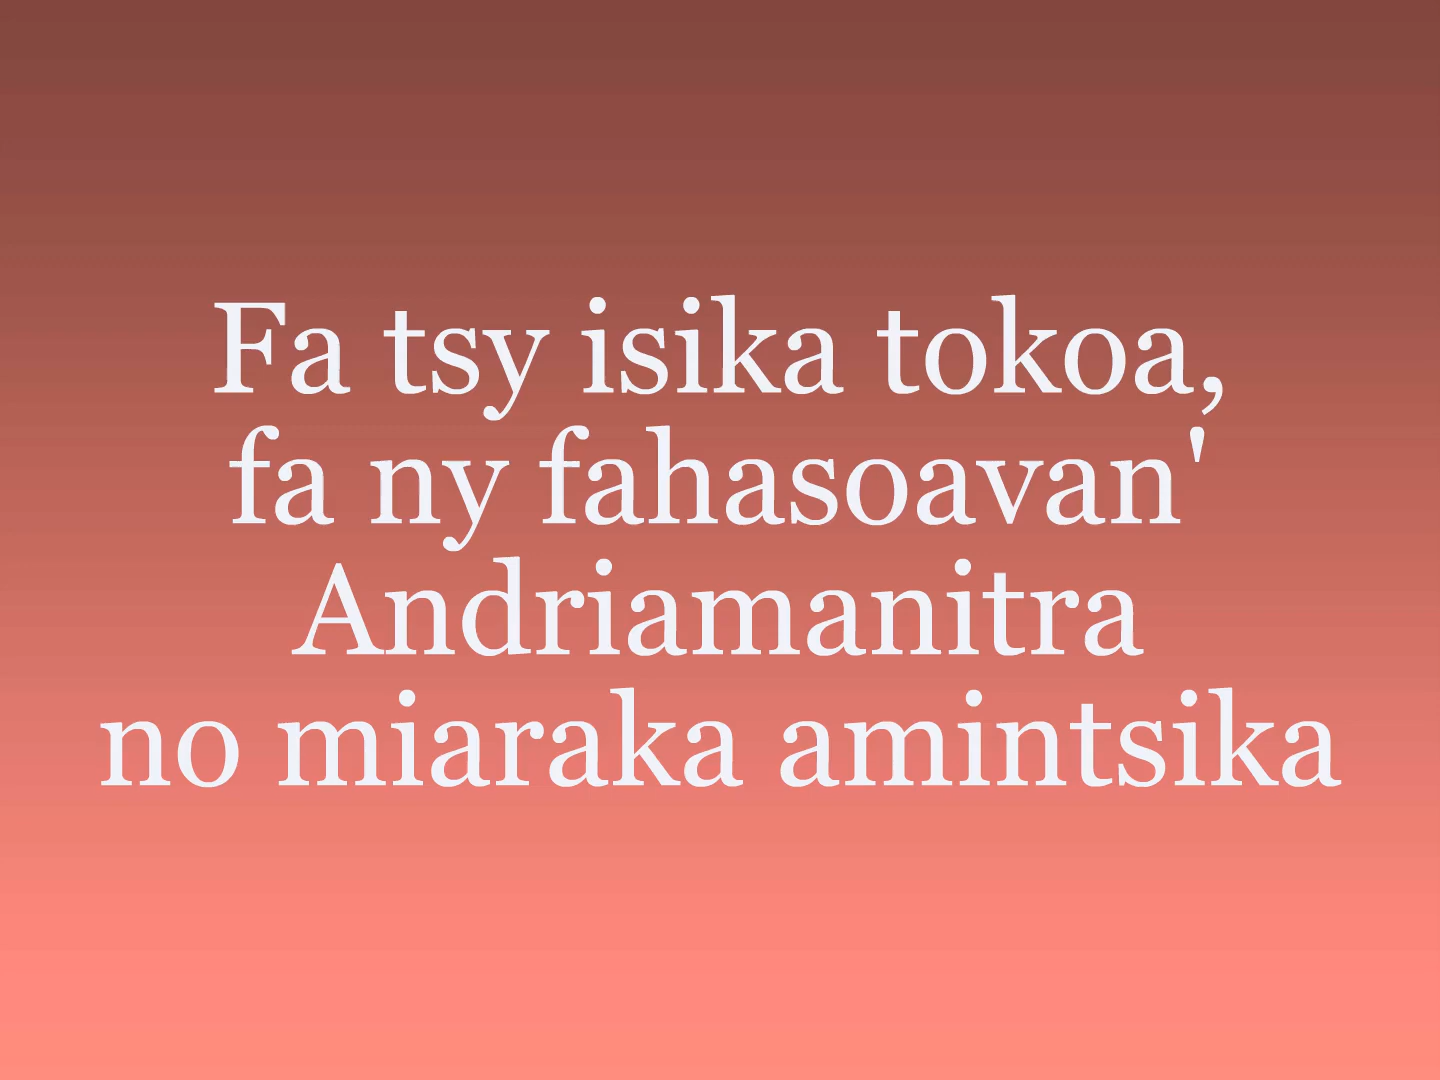 Fa tsy isika tokoa,
fa ny fahasoavan'
Andriamanitra
no miaraka amintsika